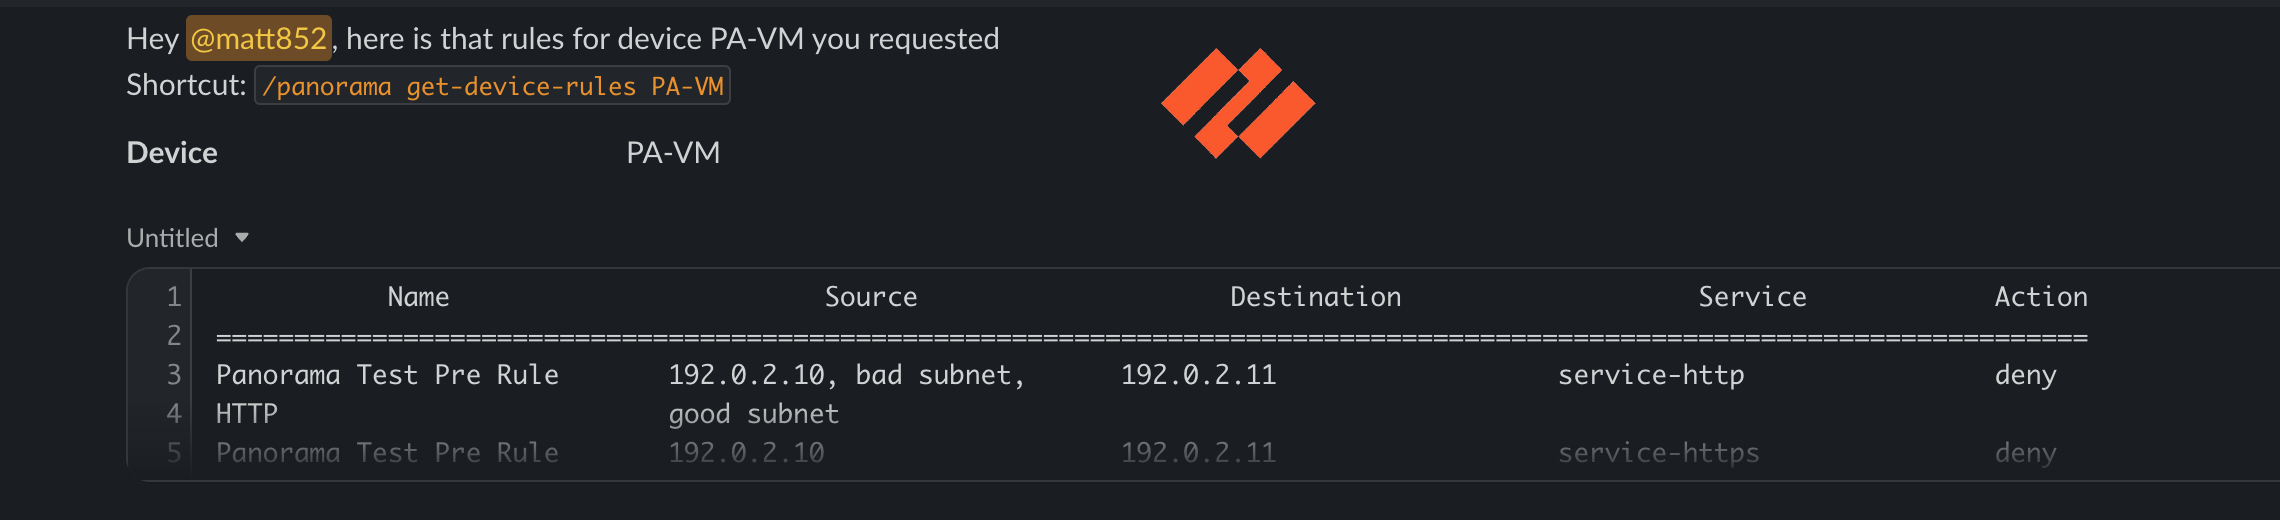 Hey @matt852, here is that rules for device PA-VM you requested
Shortcut: /panorama get-device-rules PA-VM
Device PA-VM
Untitled
1 Name Source Destination Service Action
2 ========================================================================================================================
3 Panorama Test Pre Rule 192.0.2.10, bad subnet, 192.0.2.11 service-http deny
4 HTTP good subnet
5 Panorama Test Pre Rule 192.0.2.10 192.0.2.11 service-https deny